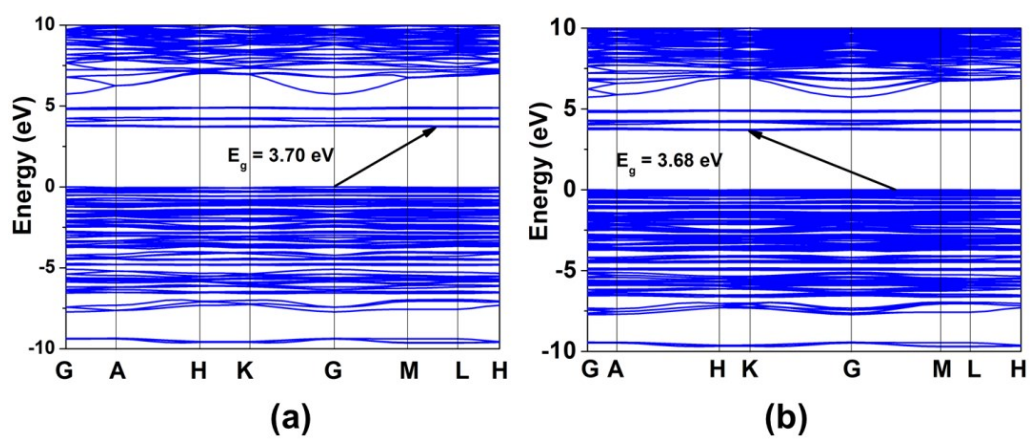 10
5
0
-5
-10
Energy (eV)
E_g = 3.70 eV
G A H K G M L H
(a)
10
5
0
-5
-10
Energy (eV)
E_g = 3.68 eV
G A H K G M L H
(b)